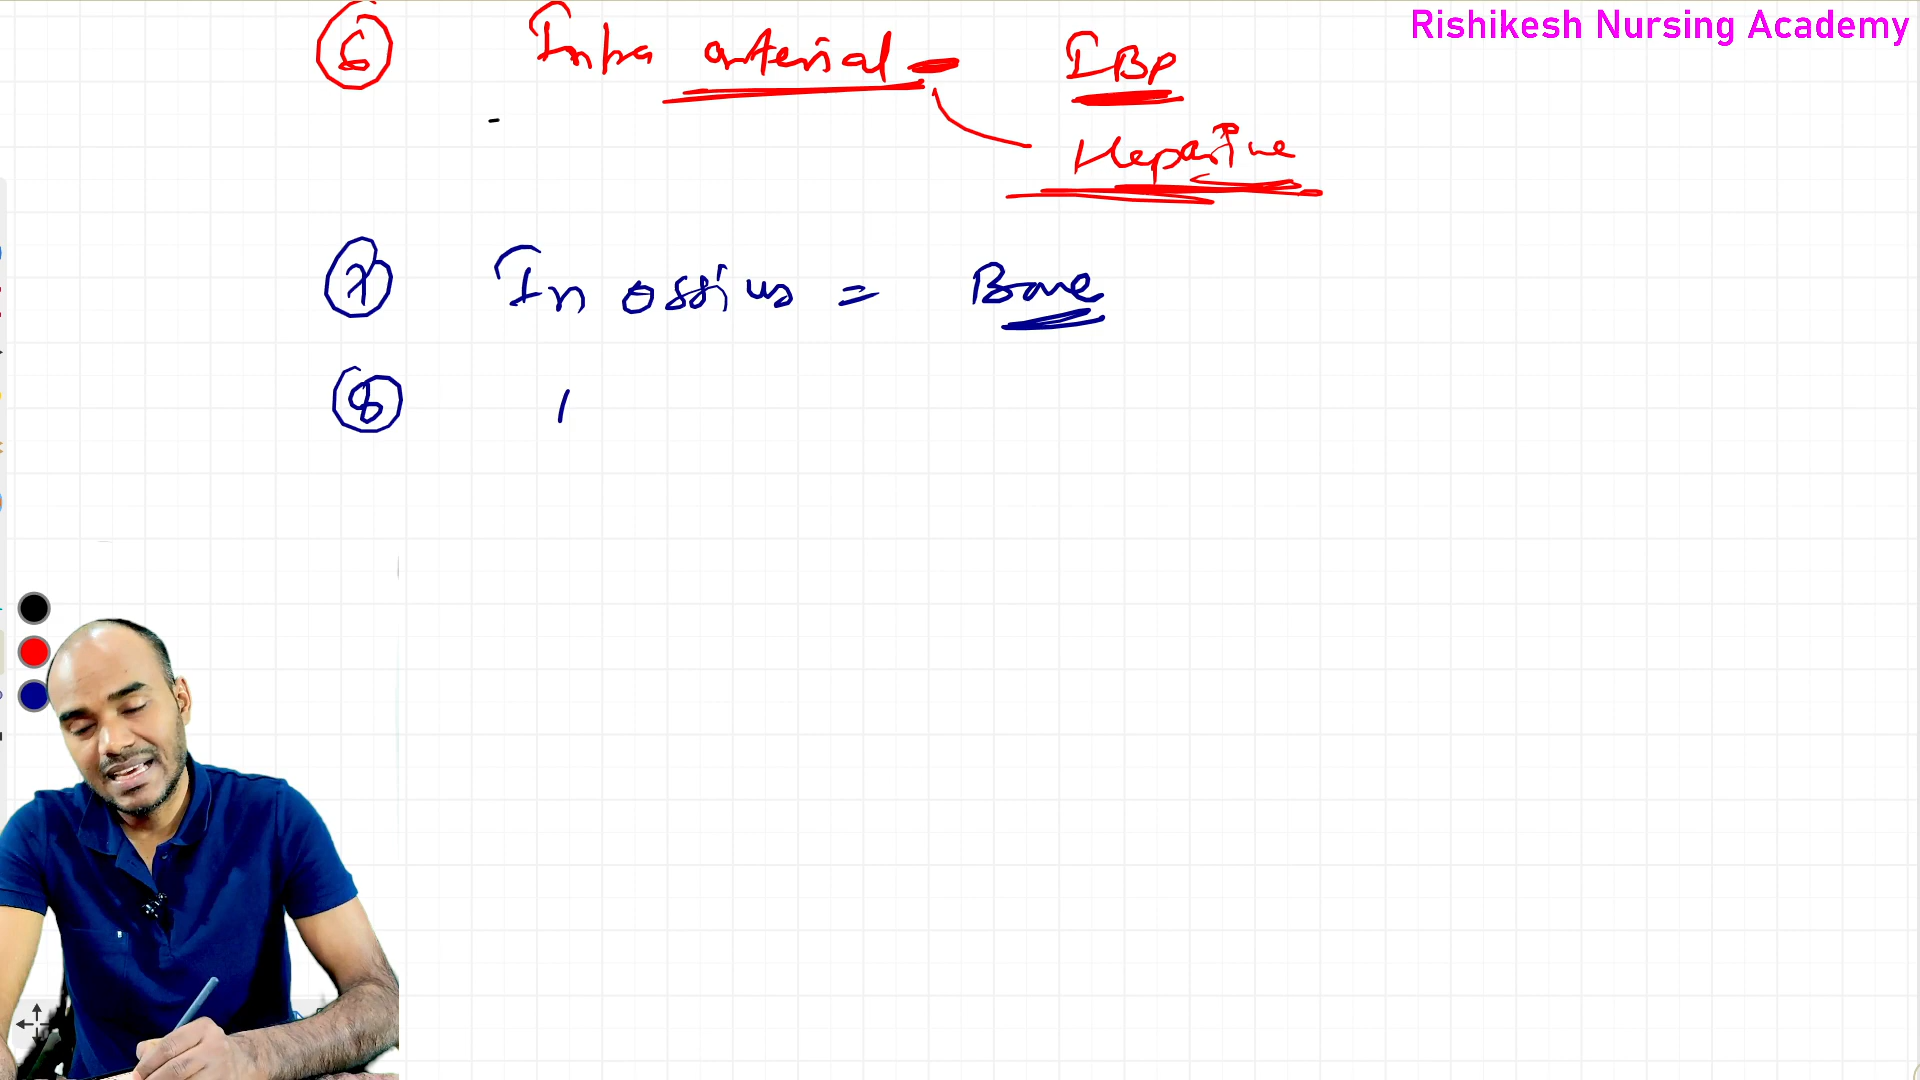 Rishikesh Nursing Academy
6 Intra arterial - IBP
Heparine
7 In ossius = Bone
8 I